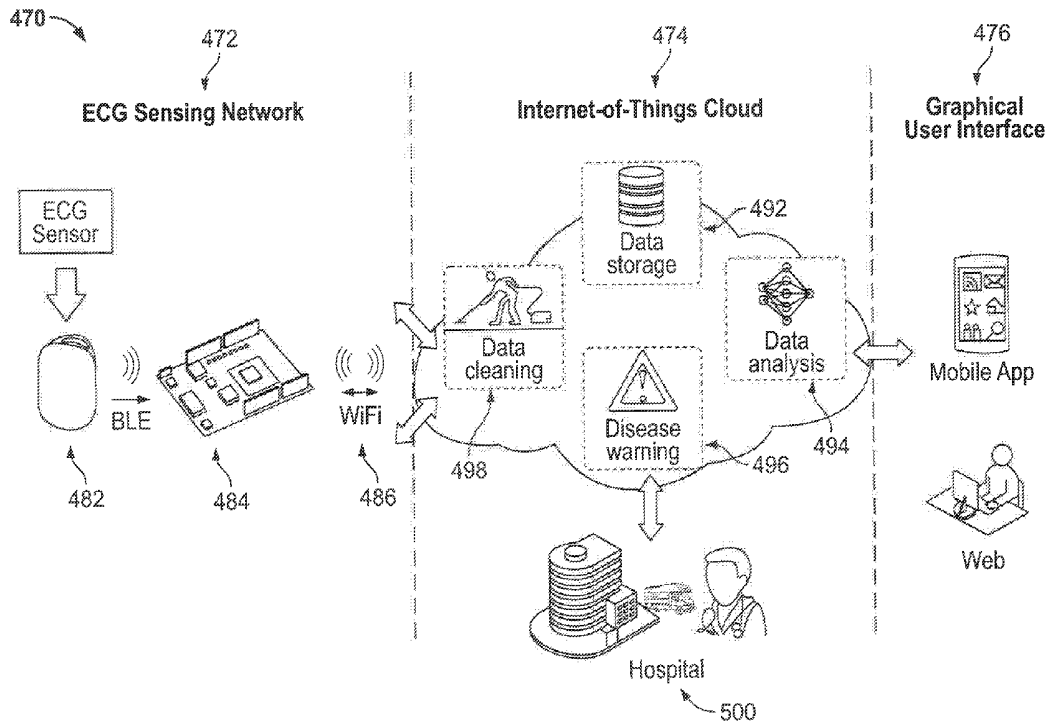 470
472
474
476
ECG Sensing Network
Internet-of-Things Cloud
Graphical
User Interface
ECG
Sensor
Data
storage
492
Data
cleaning
Data
analysis
Disease
warning
BLE
WiFi
482
484
486
498
496
494
Mobile App
Web
Hospital
500